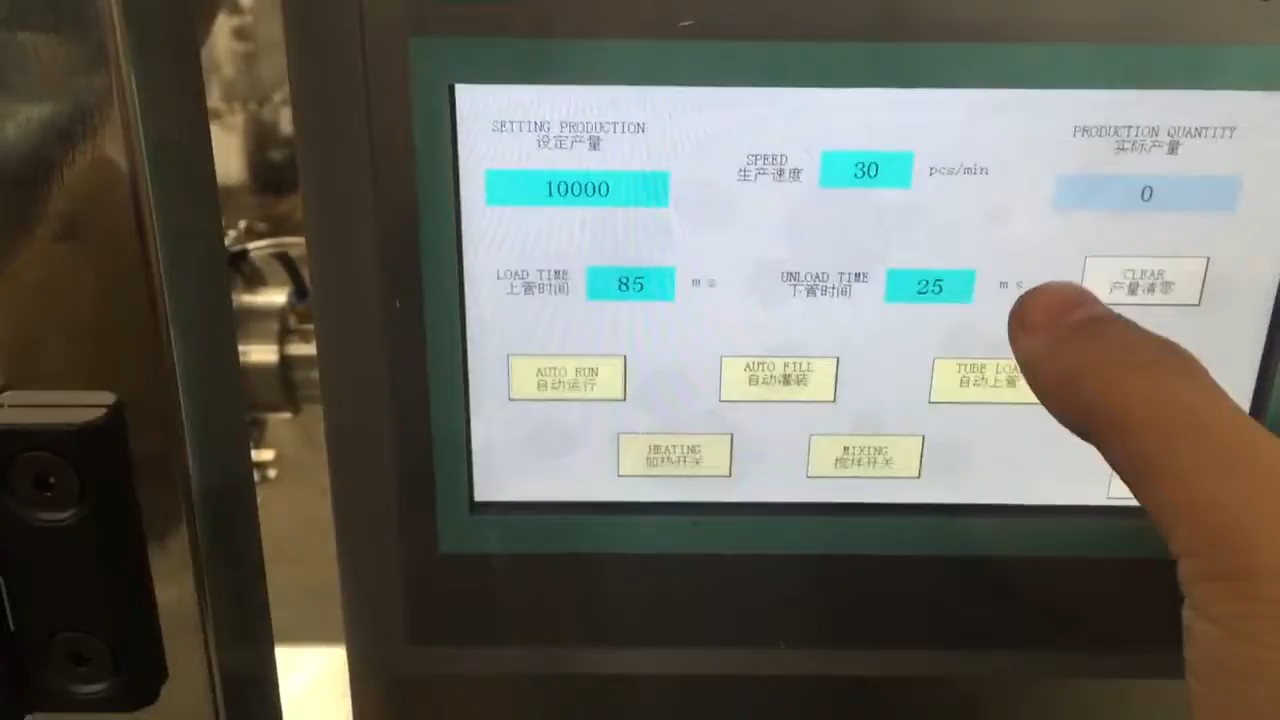 SETTING PRODUCTION
设定产量
10000
SPEED
生产速度
30
pcs/min
PRODUCTION QUANTITY
实际产量
0
LOAD TIME
上管时间
85
ms
UNLOAD TIME
下管时间
25
m
CLEAR
产量清零
AUTO RUN
自动运行
AUTO FILL
自动灌装
TUBE
自动上管
HEATING
加热开关
MIXING
搅拌开关